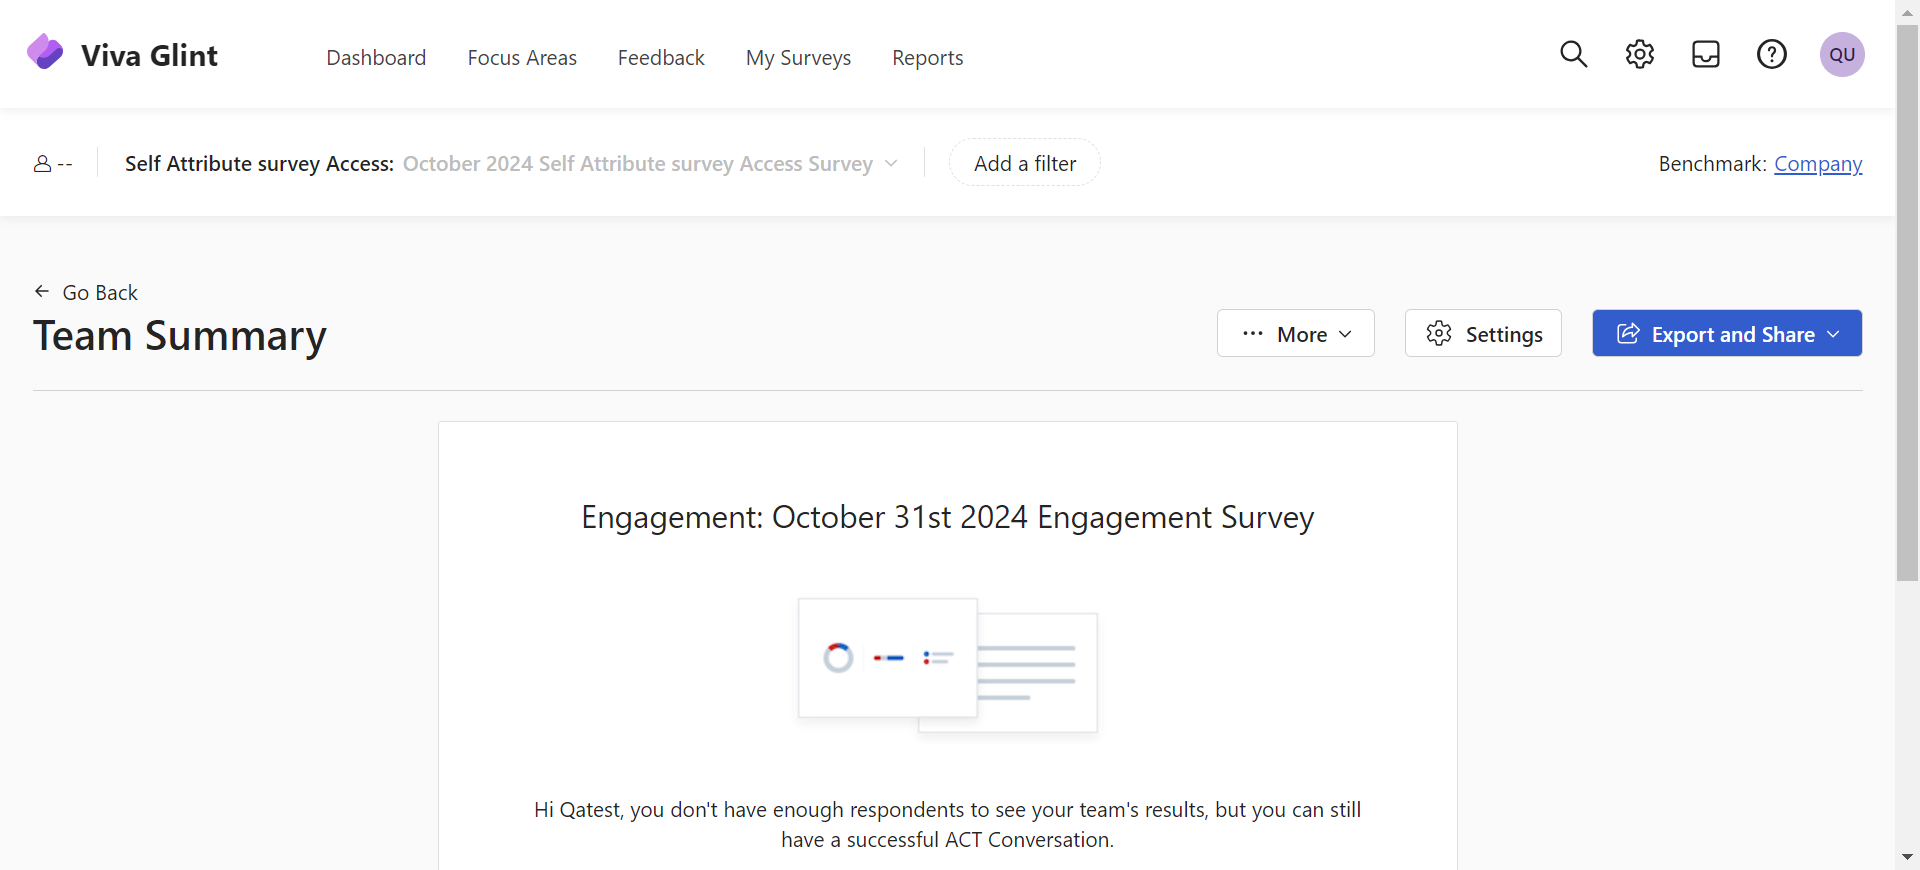 Viva Glint
Dashboard
Focus Areas
Feedback
My Surveys
Reports
QU
--
Self Attribute survey Access: October 2024 Self Attribute survey Access Survey
Add a filter
Benchmark: Company
Go Back
Team Summary
More
Settings
Export and Share
Engagement: October 31st 2024 Engagement Survey
Hi Qatest, you don't have enough respondents to see your team's results, but you can still
have a successful ACT Conversation.